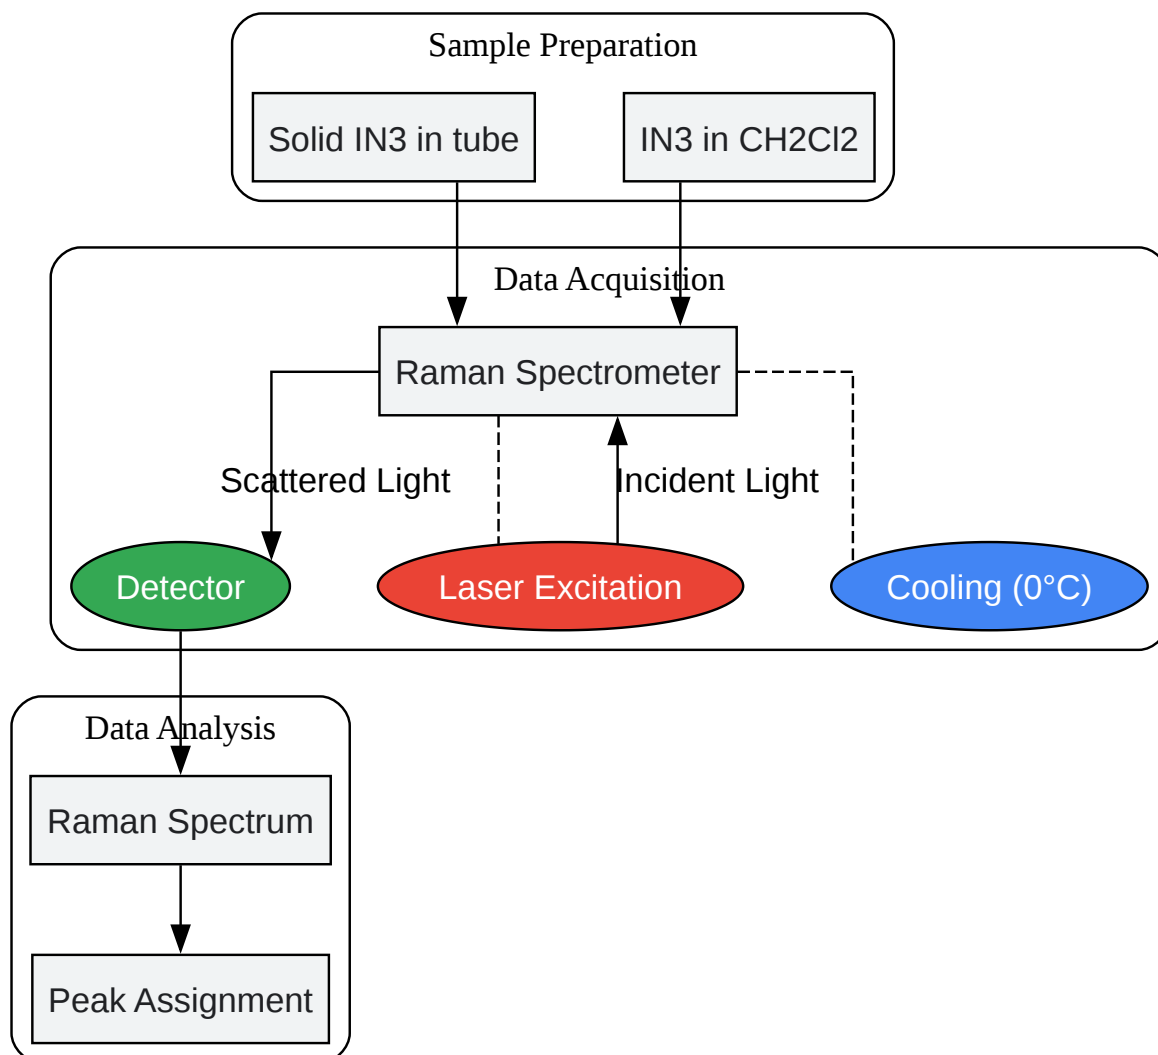 Sample Preparation
Solid IN3 in tube
IN3 in CH2Cl2
Data Acquisition
Raman Spectrometer
Scattered Light
Incident Light
Detector
Laser Excitation
Cooling (0°C)
Data Analysis
Raman Spectrum
Peak Assignment